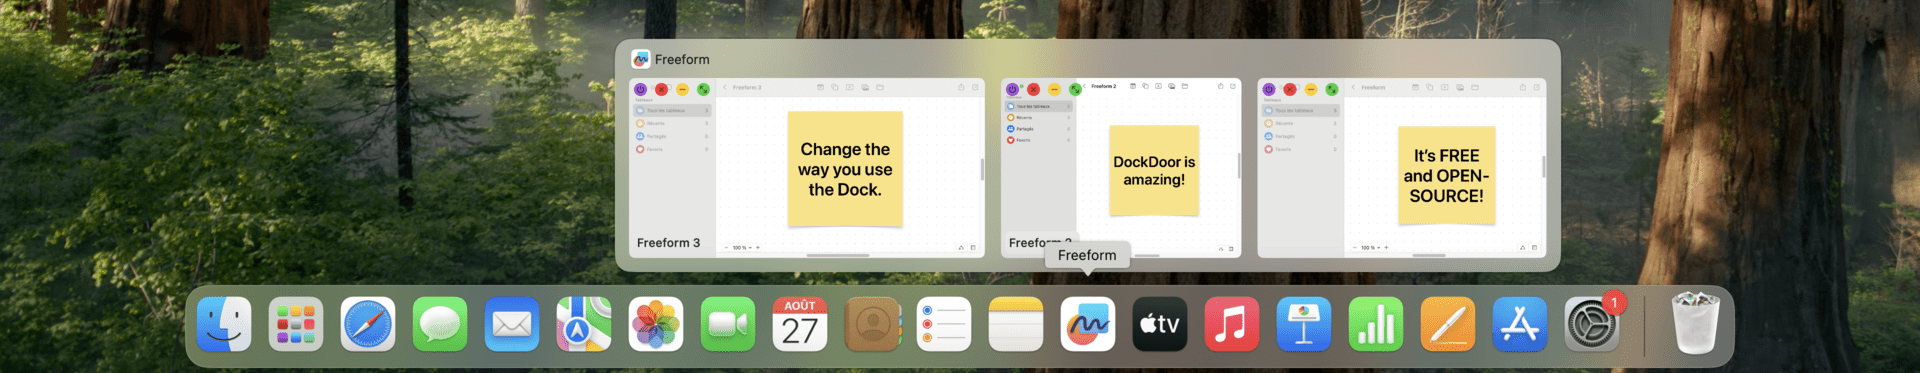 Freeform
Freeform 3
Tableaux
Tous les tableaux 3
Récents
Partagés
Favoris
Change the
way you use
the Dock.
100 %
Freeform 3
Freeform 2
Tous les tableaux
Récents
Partagés
Favoris
DockDoor is
amazing!
Freeform
Tableaux
Tous les tableaux
Récents
Partagés
Favoris
It's FREE
and OPEN-
SOURCE!
100 %
Freeform
AOÛT
27
tv
1